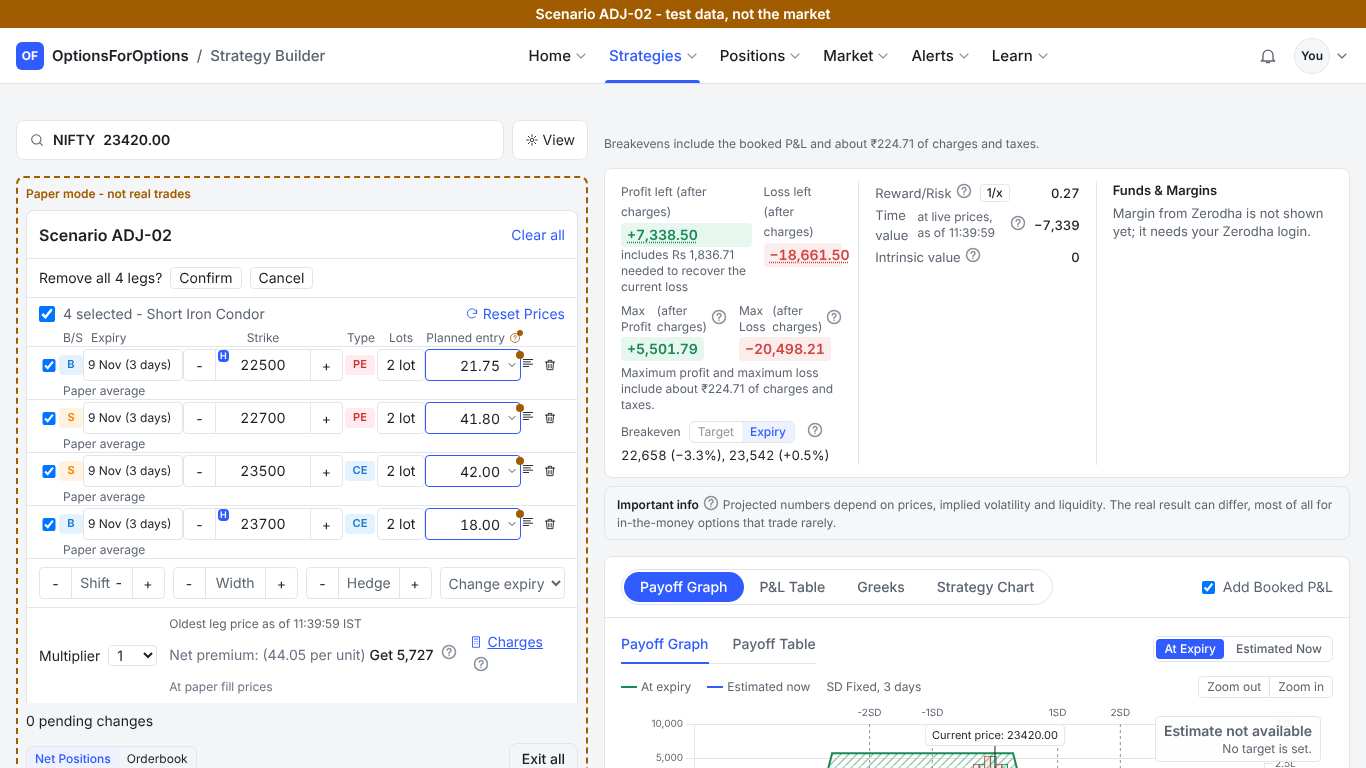 Scenario ADJ-02 - test data, not the market
OF OptionsForOptions / Strategy Builder Home Strategies Positions Market Alerts Learn You
NIFTY 23420.00 View
Paper mode - not real trades
Scenario ADJ-02 Clear all
Remove all 4 legs? Confirm Cancel
4 selected - Short Iron Condor Reset Prices
B/S Expiry Strike Type Lots Planned entry
B 9 Nov (3 days) - H 22500 + PE 2 lot 21.75
Paper average
S 9 Nov (3 days) - 22700 + PE 2 lot 41.80
Paper average
S 9 Nov (3 days) - 23500 + CE 2 lot 42.00
Paper average
B 9 Nov (3 days) - H 23700 + CE 2 lot 18.00
Paper average
- Shift - + - Width + - Hedge + Change expiry
Oldest leg price as of 11:39:59 IST
Multiplier 1 Net premium: (44.05 per unit) Get 5,727 ? Charges ?
At paper fill prices
0 pending changes
Net Positions Orderbook Exit all
Breakevens include the booked P&L and about ₹224.71 of charges and taxes.
Profit left (after charges)
+7,338.50
includes Rs 1,836.71
needed to recover the
current loss
Loss left
(after
charges)
−18,661.50
Max Profit (after charges) ?
+5,501.79
Max Loss (after charges) ?
−20,498.21
Maximum profit and maximum loss
include about ₹224.71 of charges and
taxes.
Breakeven Target Expiry ?
22,658 (−3.3%), 23,542 (+0.5%)
Reward/Risk ? 1/x 0.27
Time value at live prices, as of 11:39:59 ? −7,339
Intrinsic value ? 0
Funds & Margins
Margin from Zerodha is not shown
yet; it needs your Zerodha login.
Important info ? Projected numbers depend on prices, implied volatility and liquidity. The real result can differ, most of all for
in-the-money options that trade rarely.
Payoff Graph P&L Table Greeks Strategy Chart Add Booked P&L
Payoff Graph Payoff Table At Expiry Estimated Now
At expiry Estimated now SD Fixed, 3 days Zoom out Zoom in
-2SD -1SD 1SD 2SD
10,000
Current price: 23420.00
Estimate not available
No target is set.
5,000